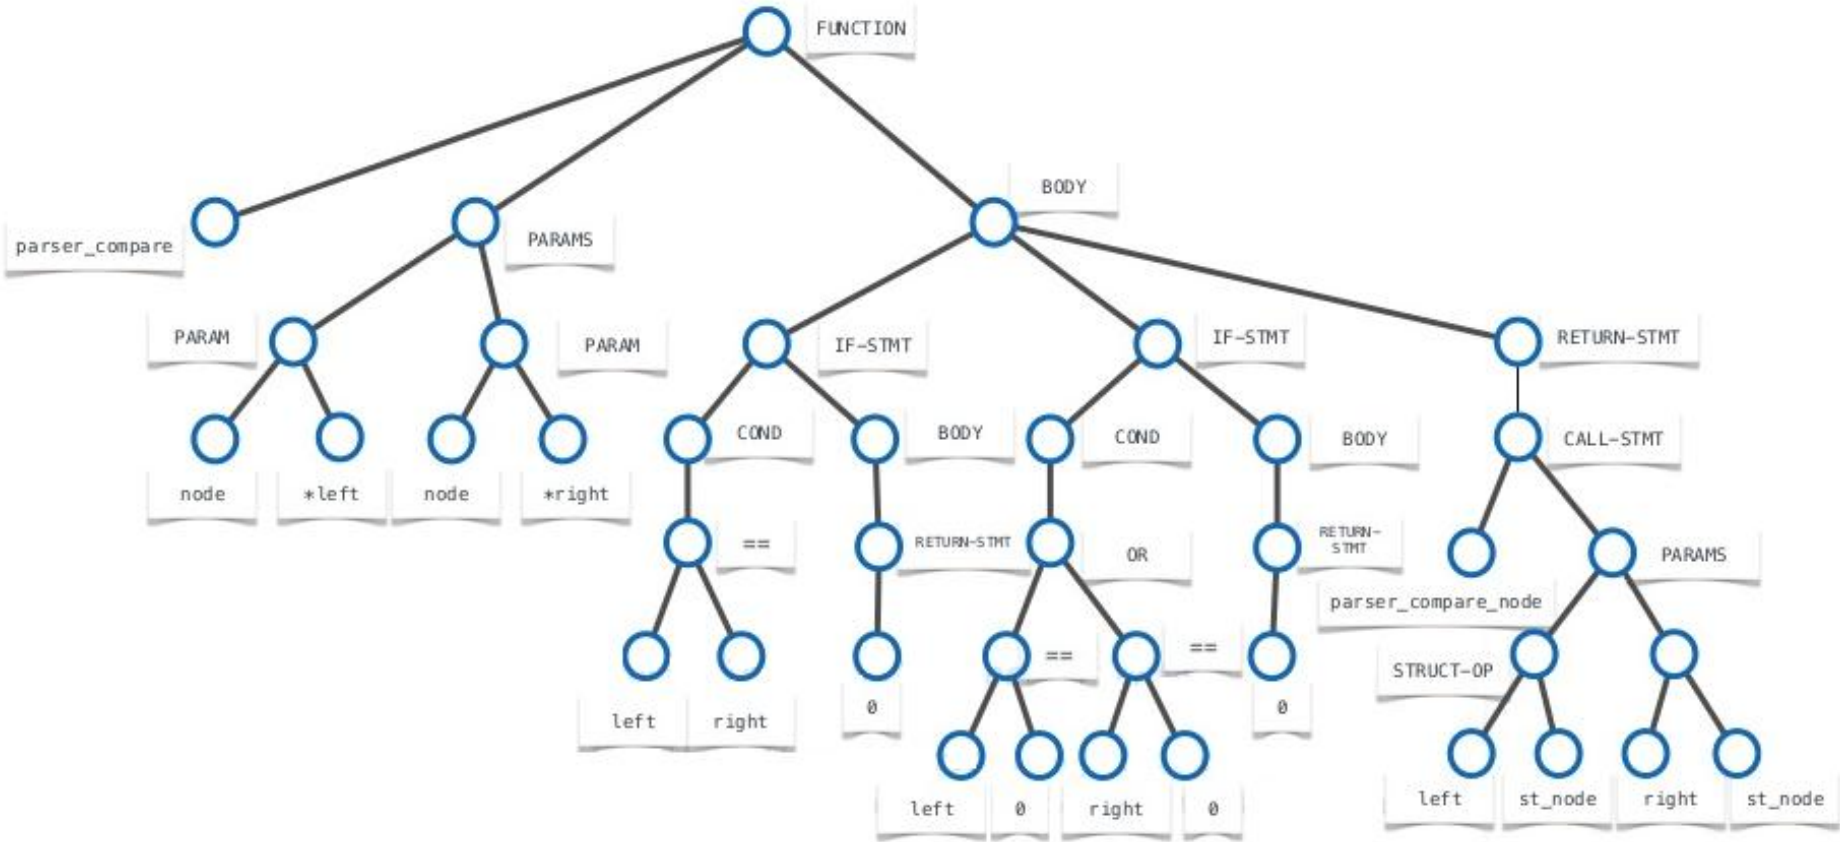 FUNCTION
BODY
parser_compare
PARAMS
PARAM
PARAM
IF-STMT
IF-STMT
RETURN-STMT
COND
BODY
COND
BODY
CALL-STMT
node
*left
node
*right
==
RETURN-STMT
OR
RETURN-
STMT
PARAMS
parser_compare_node
==
==
STRUCT-OP
left
right
0
0
left
0
right
0
left
st_node
right
st_node